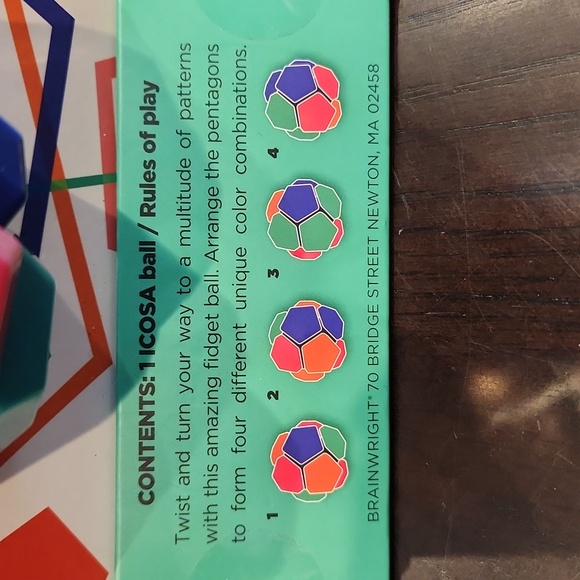 CONTENTS: 1 ICOSA ball / Rules of play
Twist and turn your way to a multitude of patterns
with this amazing fidget ball. Arrange the pentagons
to form four different unique color combinations.
1 2 3 4
BRAINWRIGHT® 70 BRIDGE STREET NEWTON, MA 02458